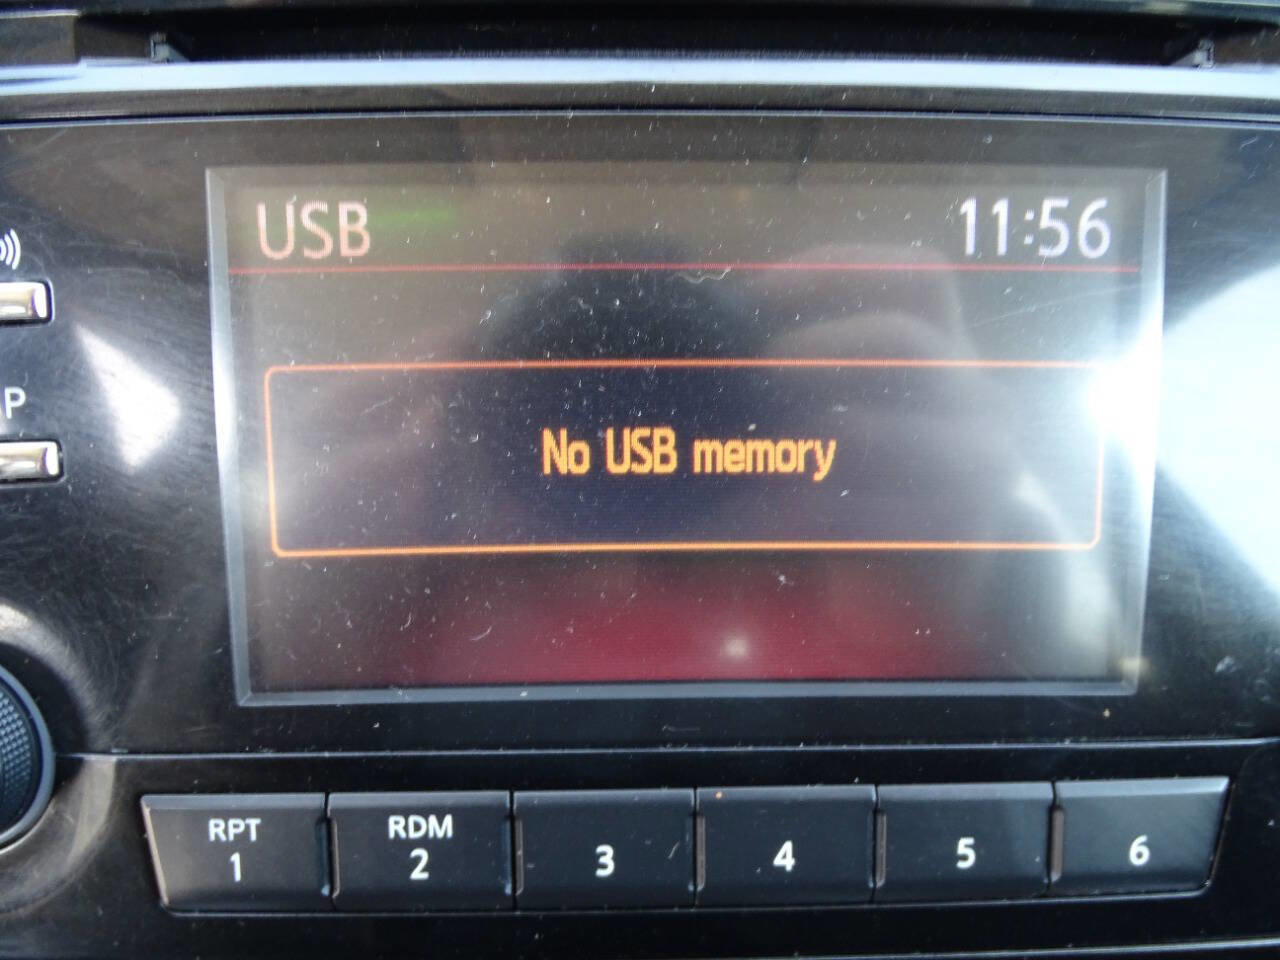 USB 11:56
No USB memory
RPT RDM
1 2 3 4 5 6